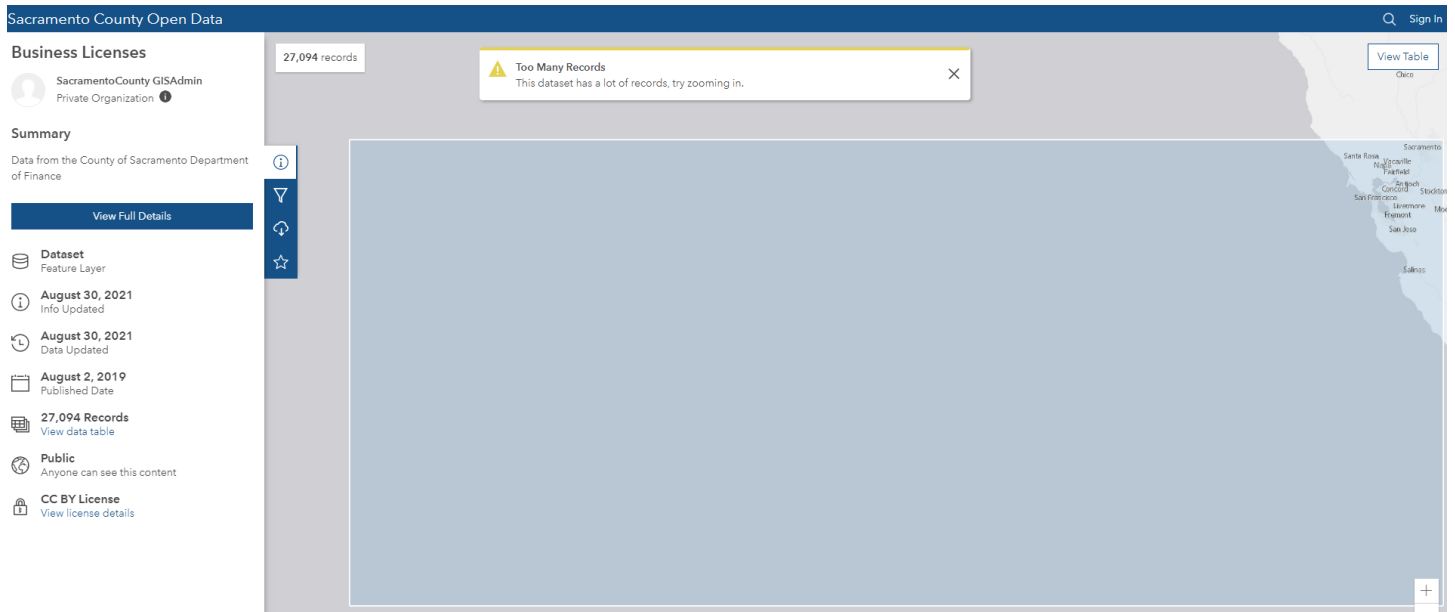 Sacramento County Open Data
Sign In
Business Licenses
SacramentoCounty GISAdmin
Private Organization
Summary
Data from the County of Sacramento Department
of Finance
View Full Details
Dataset
Feature Layer
August 30, 2021
Info Updated
August 30, 2021
Data Updated
August 2, 2019
Published Date
27,094 Records
View data table
Public
Anyone can see this content
CC BY License
View license details
27,094 records
Too Many Records
This dataset has a lot of records, try zooming in.
View Table
Chico
Sacramento
Santa Rosa
Vacaville
Napa
Fairfield
Antioch
Concord
Stockton
San Francisco
Livermore
Fremont
San Jose
Salinas